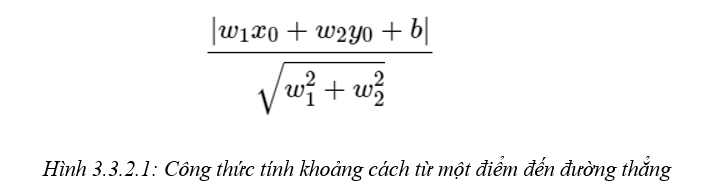 |w₁x₀ + w₂y₀ + b|
√w₁² + w₂²
Hình 3.3.2.1: Công thức tính khoảng cách từ một điểm đến đường thẳng